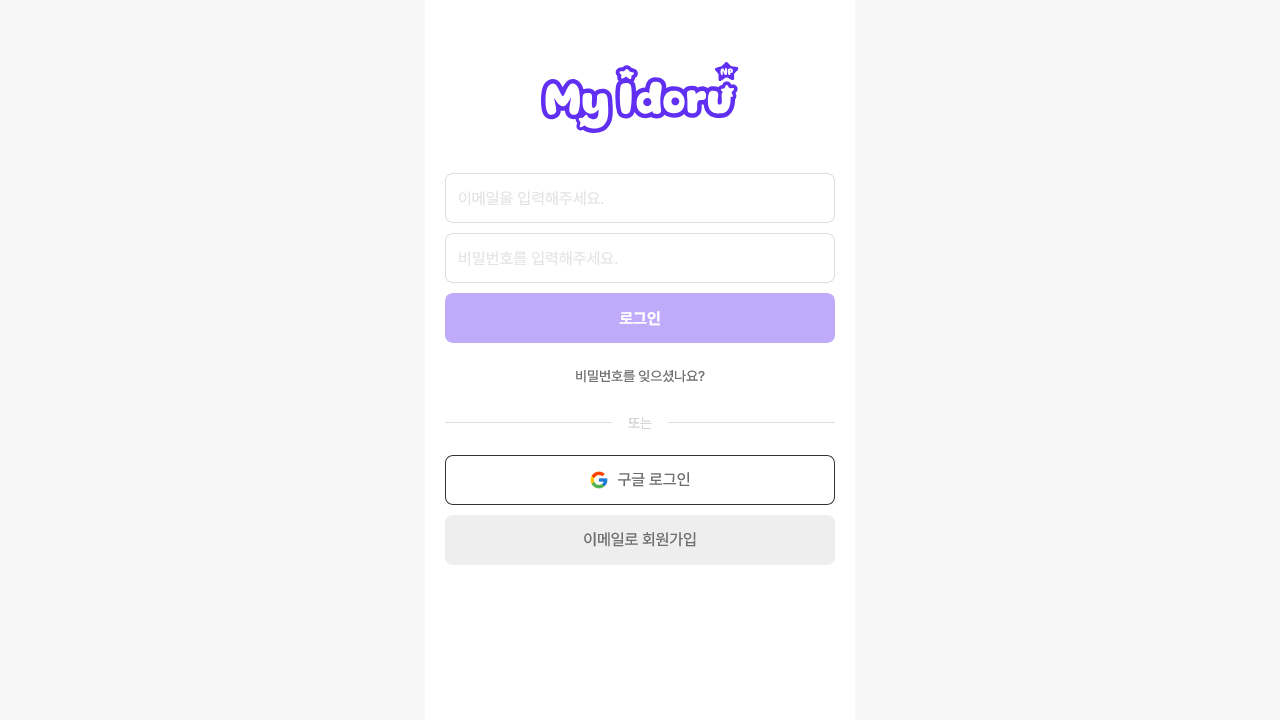 My idoru NP
이메일을 입력해주세요.
비밀번호를 입력해주세요.
로그인
비밀번호를 잊으셨나요?
또는
구글 로그인
이메일로 회원가입